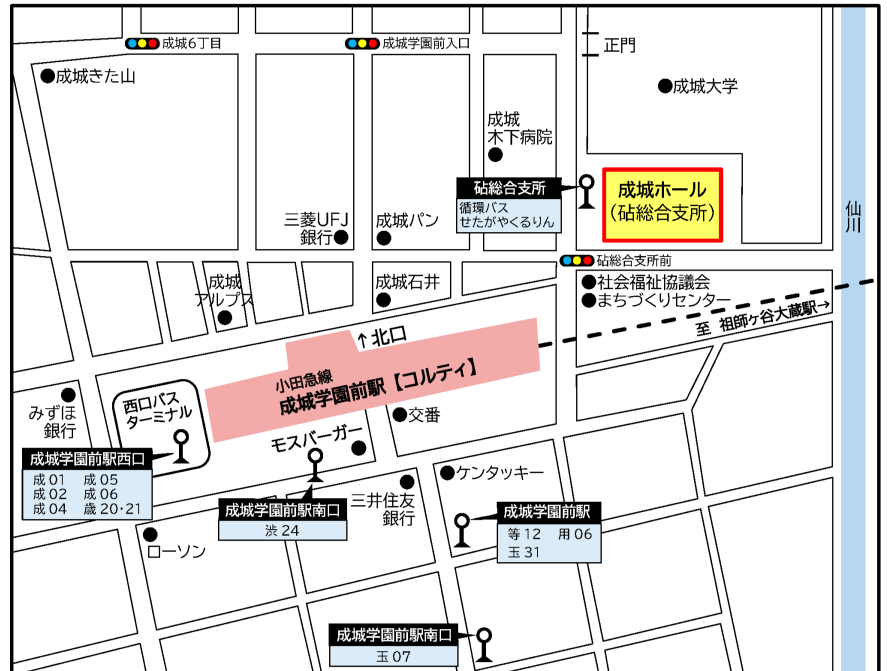 成城6丁目
成城学園前入口
正門
成城きた山
成城大学
成城
木下病院
砧総合支所
循環バス
せたがやくるりん
成城ホール
（砧総合支所）
仙川
三菱UFJ
銀行
成城パン
砧総合支所前
成城
アルプス
成城石井
社会福祉協議会
まちづくりセンター
至 祖師ヶ谷大蔵駅→
↑北口
小田急線
成城学園前駅【コルティ】
みずほ
銀行
西口バス
ターミナル
交番
モスバーガー
成城学園前駅西口
成01 成05
成02 成06
成04 歳20･21
ケンタッキー
成城学園前駅南口
渋24
三井住友
銀行
成城学園前駅
等12 用06
玉31
ローソン
成城学園前駅南口
玉07